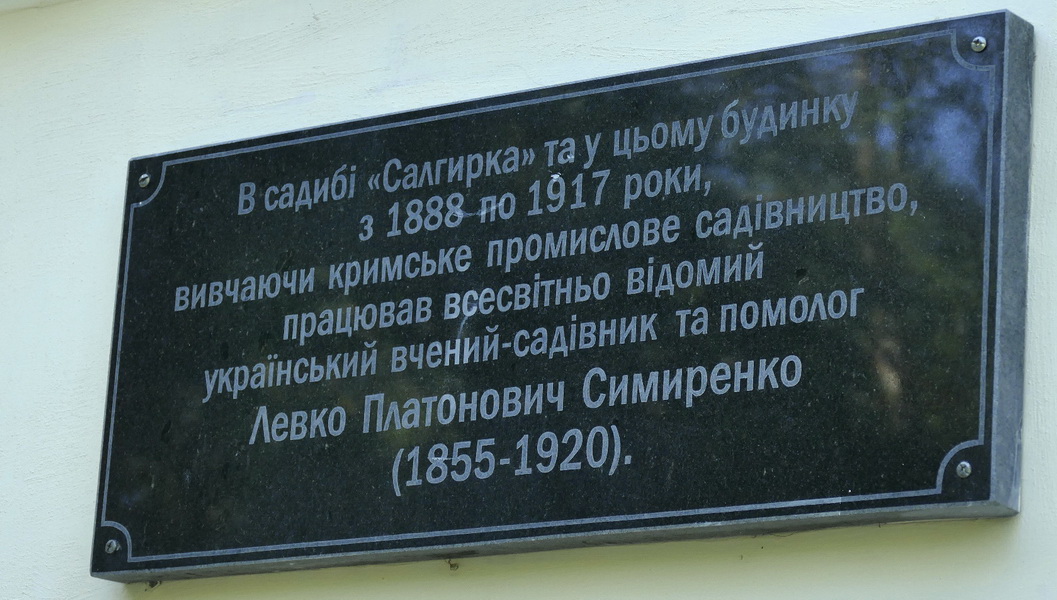 В садибі «Салгирка» та у цьому будинку
з 1888 по 1917 роки,
вивчаючи кримське промислове садівництво,
працював всесвітньо відомий
український вчений-садівник та помолог
Левко Платонович Симиренко
(1855-1920).